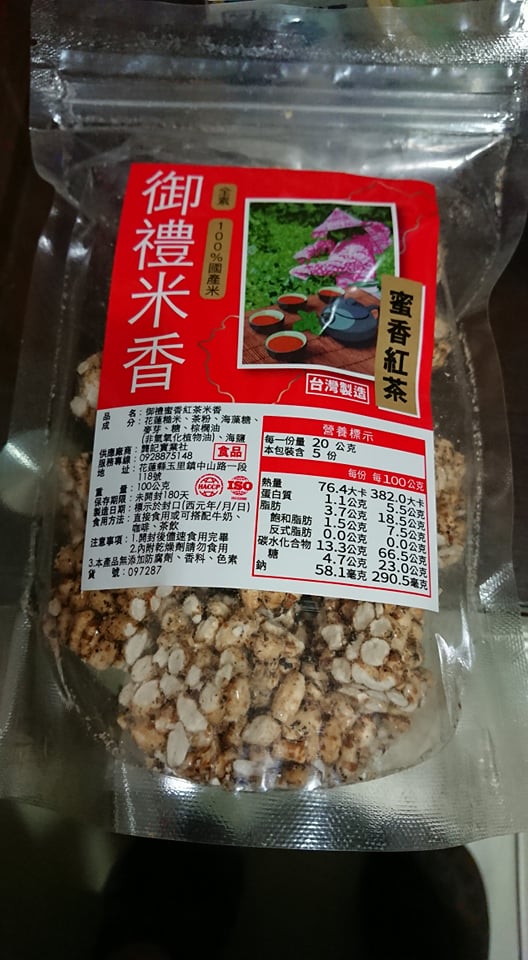 御禮米香
全素
100%國產米
蜜香紅茶
台灣製造
品名:御禮蜜香紅茶米香
成分:花蓮糙米、茶粉、海藻糖、
麥芽、糖、棕櫚油
(非氫氧化植物油)、海鹽
供應廠商:龔記實業社
服務專線:0928875148
食品
地址:花蓮縣玉里鎮中山路一段
118號
重量:100公克
保存期限:未開封180天
HACCP
ISO
製造日期:標示於封口(西元年/月/日)
食用方法:直接食用或可搭配牛奶、
咖啡、茶飲
注意事項:1.開封後儘速食用完畢
2.內附乾燥劑請勿食用
3.本產品無添加防腐劑、香料、色素
貨號:097287
營養標示
每一份量 20 公克
本包裝含 5 份
每份 每100公克
熱量 76.4大卡 382.0大卡
蛋白質 1.1公克 5.5公克
脂肪 3.7公克 18.5公克
飽和脂肪 1.5公克 7.5公克
反式脂肪 0.0公克 0.0公克
碳水化合物 13.3公克 66.5公克
糖 4.7公克 23.0公克
鈉 58.1毫克 290.5毫克